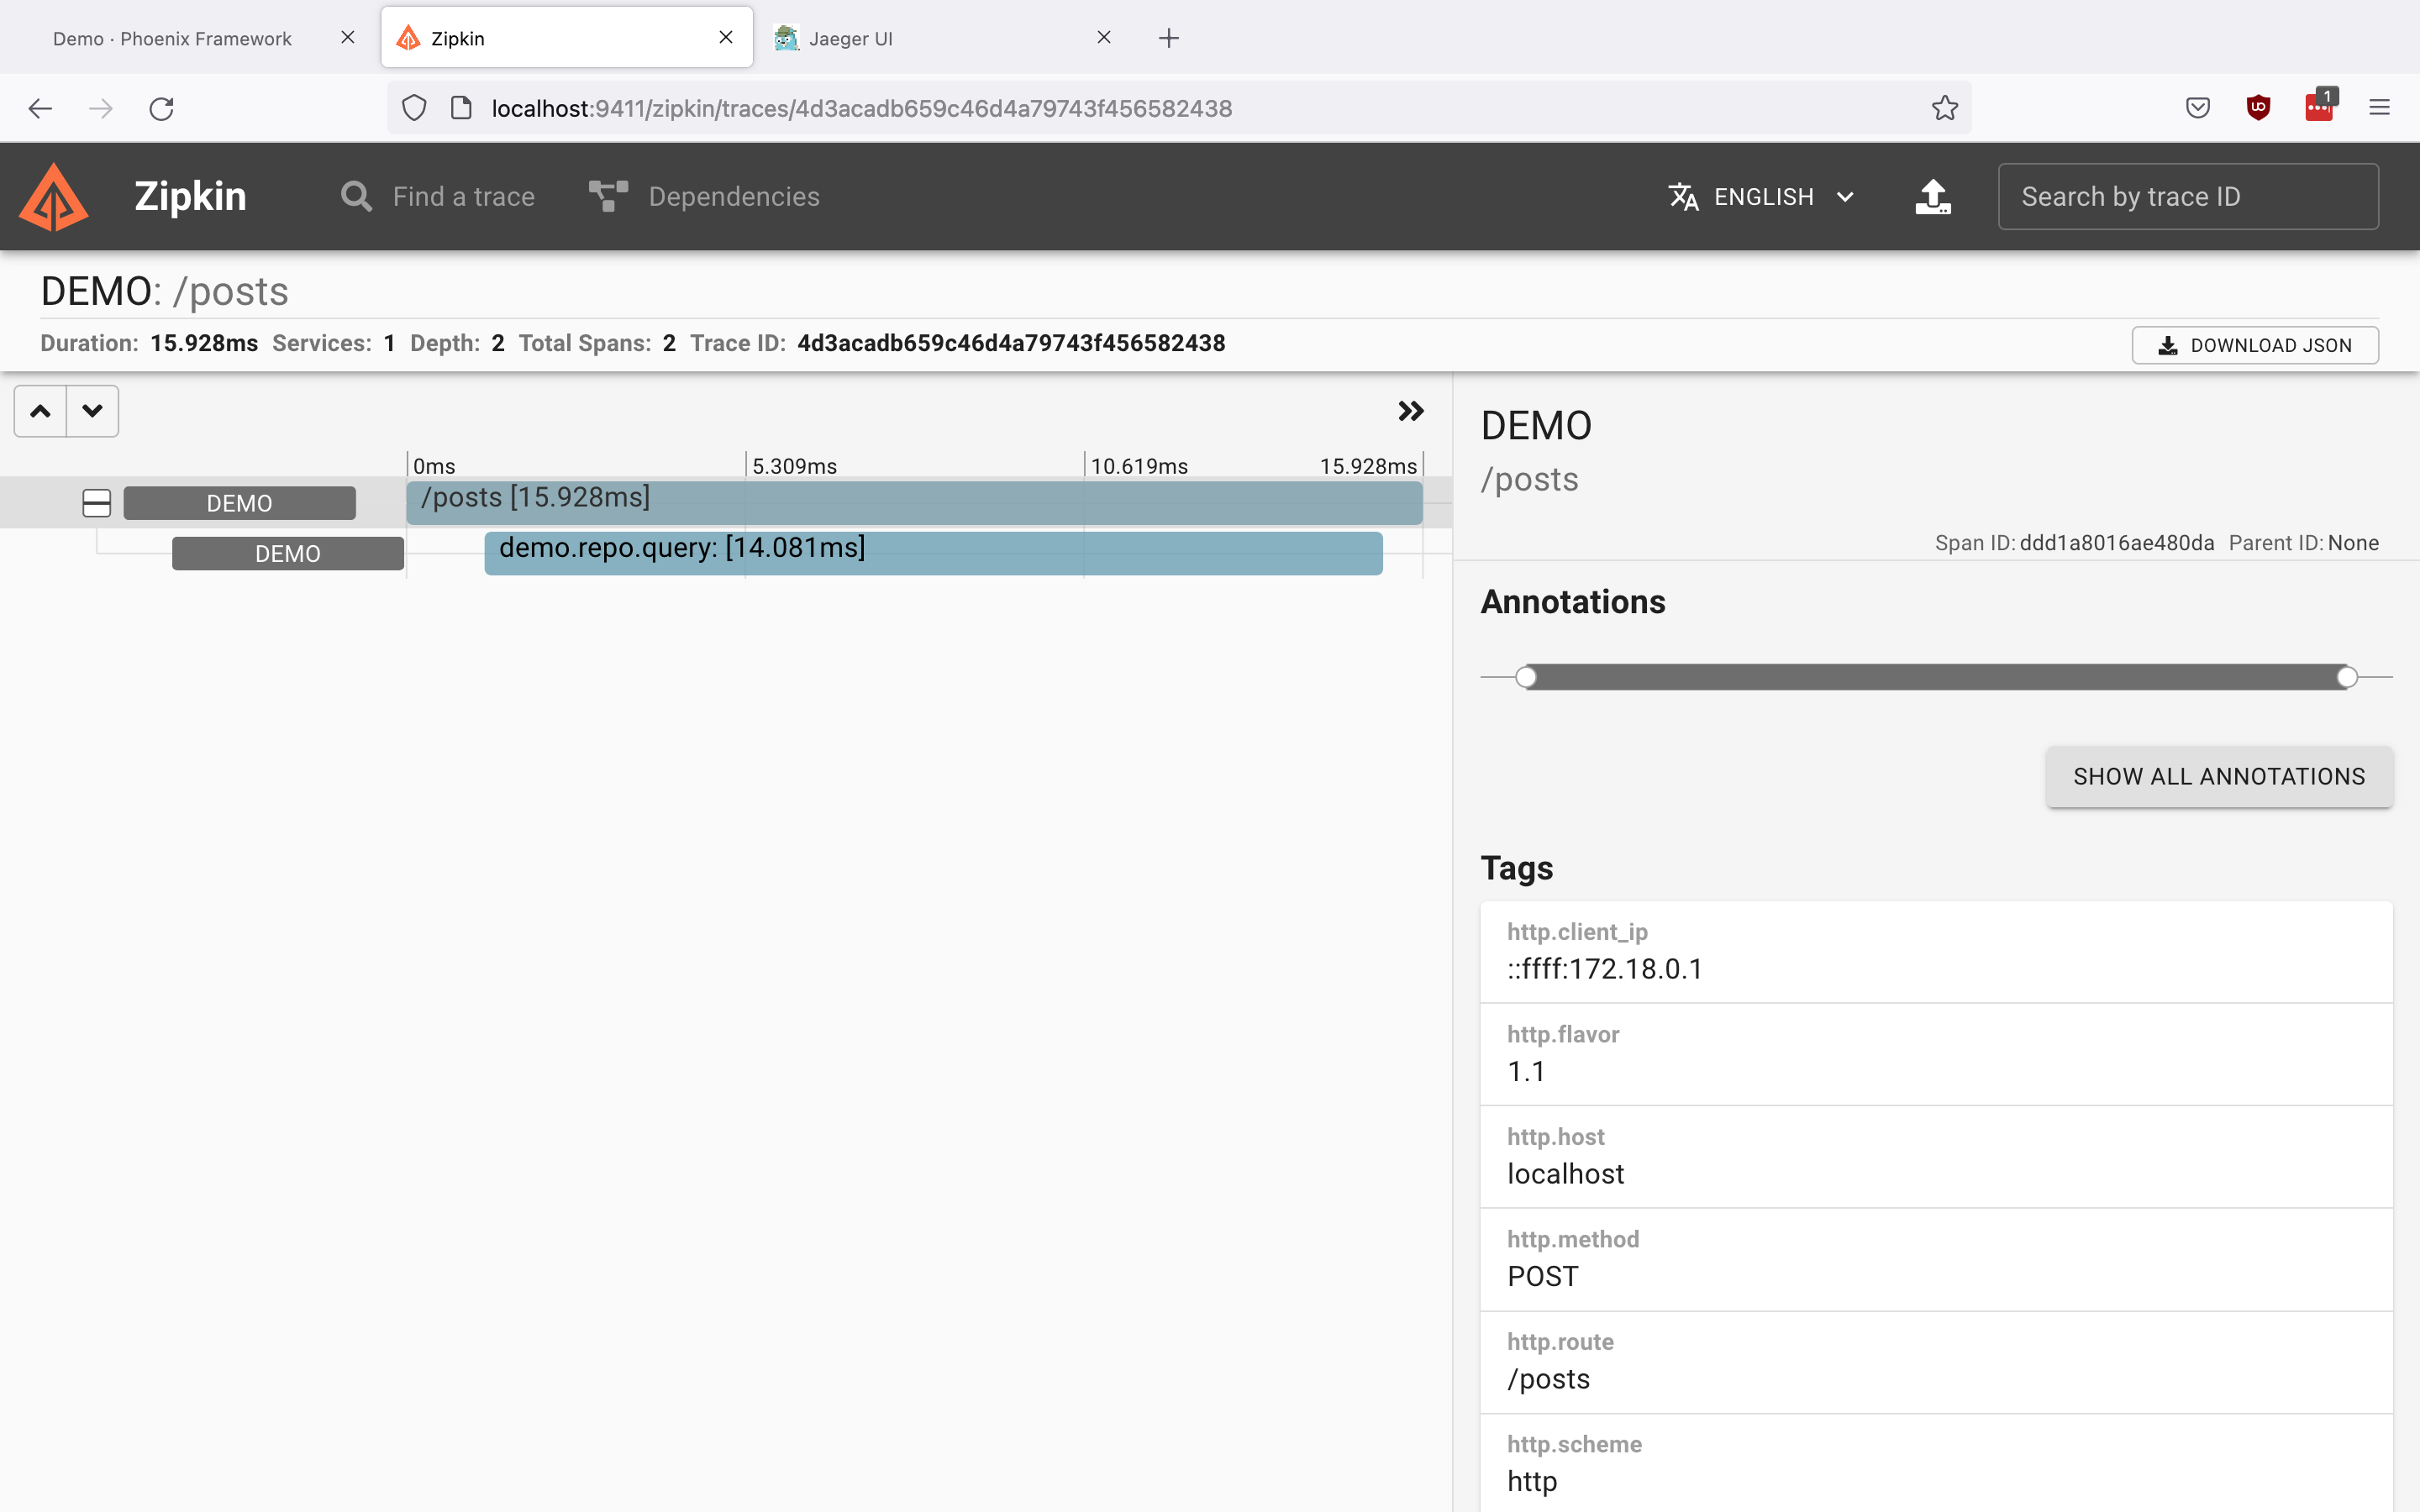 Demo · Phoenix Framework
Zipkin
Jaeger UI
localhost:9411/zipkin/traces/4d3acadb659c46d4a79743f456582438
1
Zipkin
Find a trace
Dependencies
ENGLISH
Search by trace ID
DEMO: /posts
Duration: 15.928ms Services: 1 Depth: 2 Total Spans: 2 Trace ID: 4d3acadb659c46d4a79743f456582438
DOWNLOAD JSON
0ms
5.309ms
10.619ms
15.928ms
DEMO
/posts [15.928ms]
DEMO
demo.repo.query: [14.081ms]
DEMO
/posts
Span ID: ddd1a8016ae480da Parent ID: None
Annotations
SHOW ALL ANNOTATIONS
Tags
http.client_ip
::ffff:172.18.0.1
http.flavor
1.1
http.host
localhost
http.method
POST
http.route
/posts
http.scheme
http